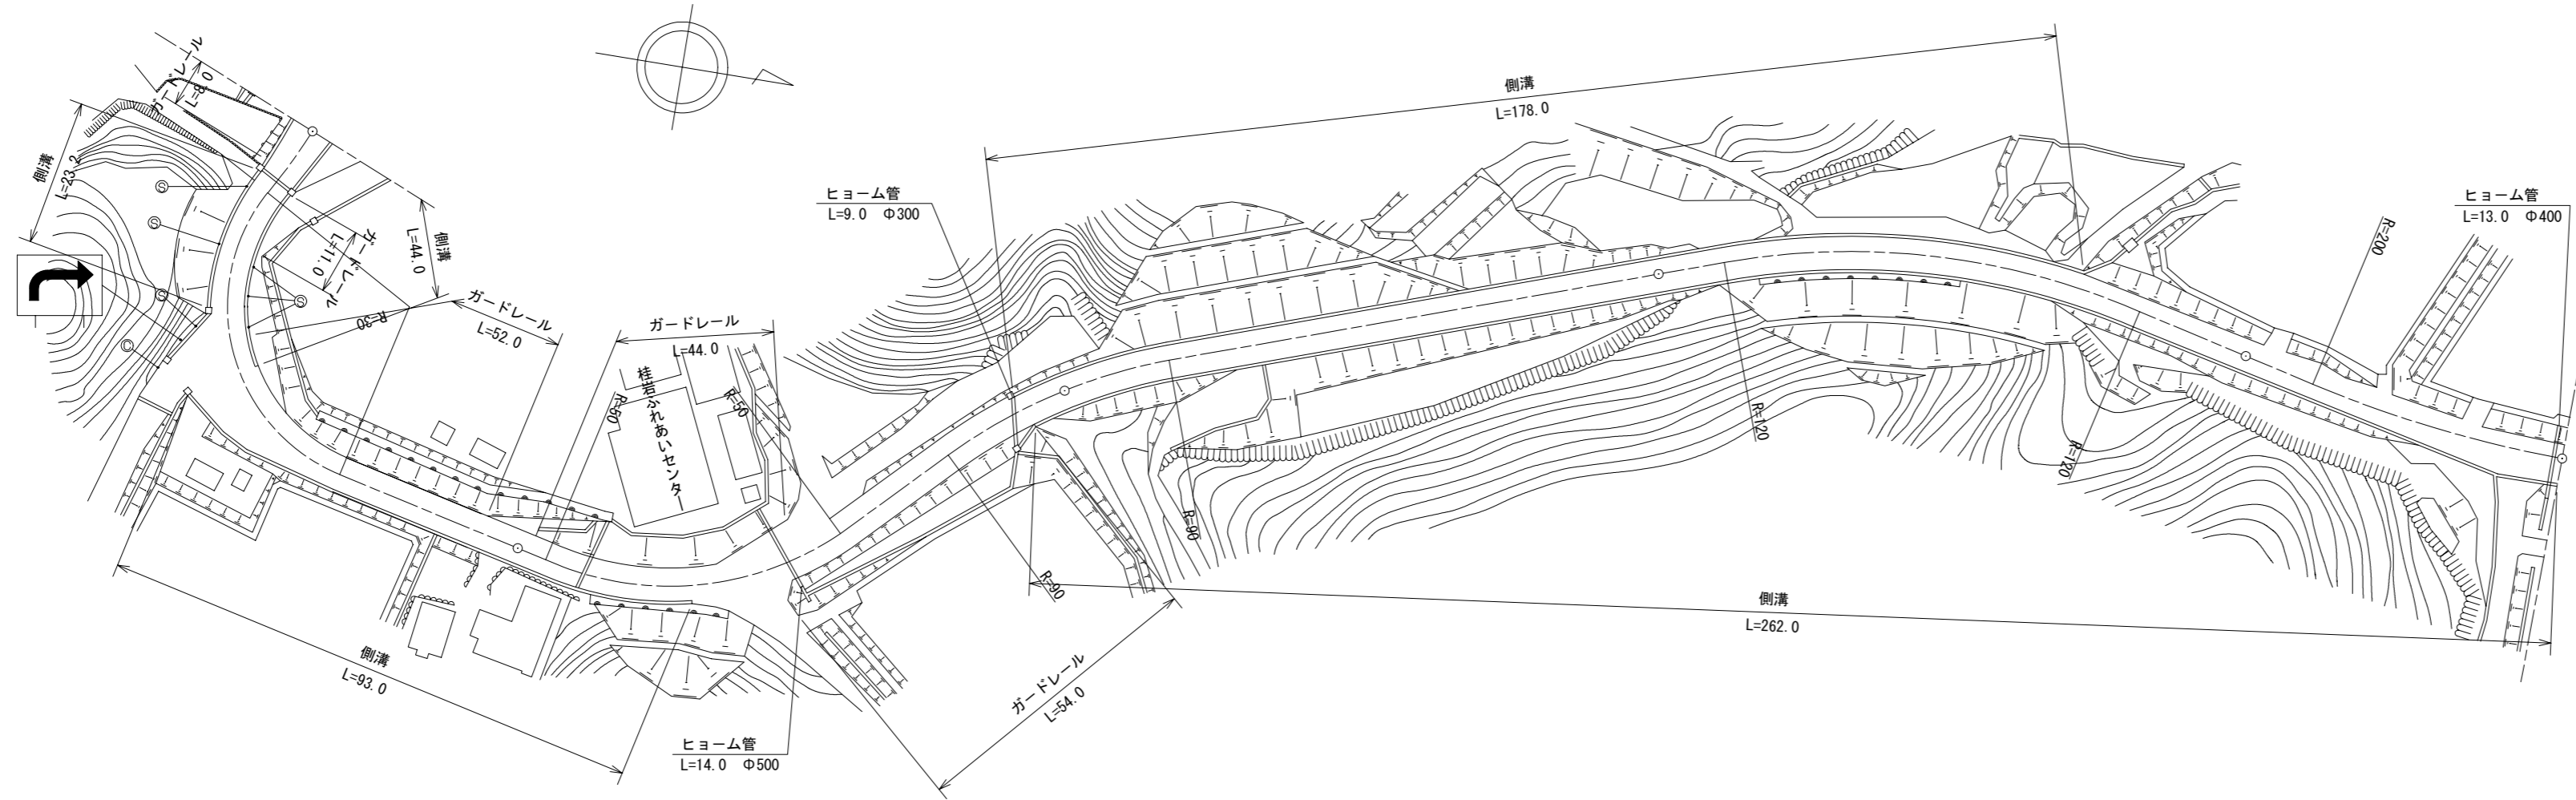 ガードレール
L=8.0
側溝
L=23.2
側溝
L=44.0
ガードレール
L=11.0
R=30
Ⓢ
Ⓢ
Ⓢ
Ⓢ
Ⓒ
ガードレール
L=52.0
ガードレール
L=44.0
桂岩ふれあいセンター
R=50
R=50
側溝
L=93.0
ヒョーム管
L=14.0 Φ500
ヒョーム管
L=9.0 Φ300
側溝
L=178.0
R=90
R=90
ガードレール
L=54.0
R=120
R=120
R=200
側溝
L=262.0
ヒョーム管
L=13.0 Φ400